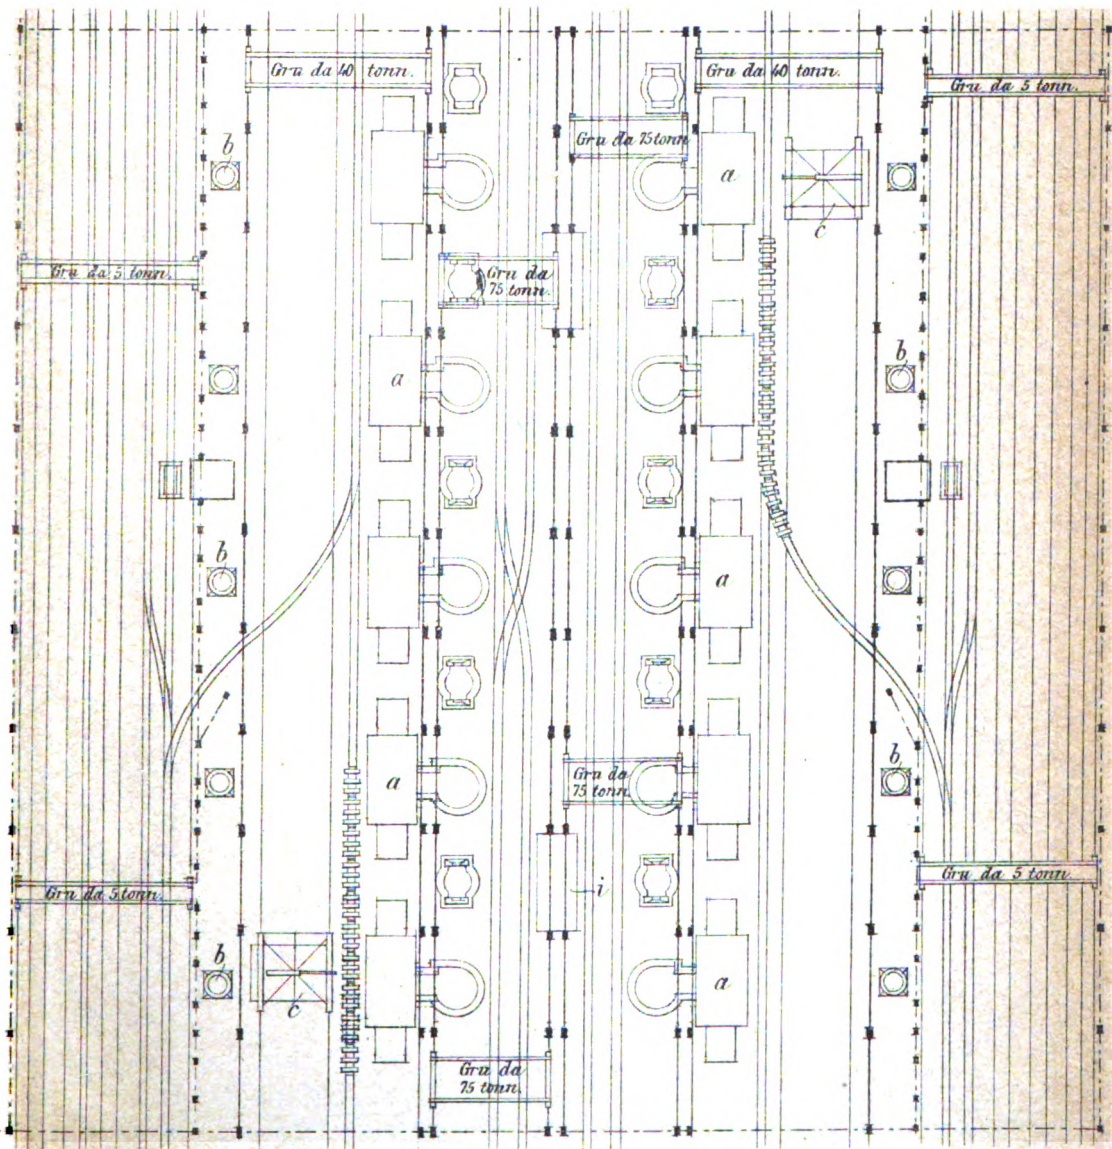 Gru da 40 tonn.
Gru da 40 tonn.
Gru da 5 tonn.
Gru da 75 tonn
b
a
c
Gru da 5 tonn.
Gru da
75 tonn.
a
b
b
a
a
b
Gru da
75 tonn.
Gru da 5 tonn.
Gru da 5 tonn.
i
b
c
a
Gru da
75 tonn.